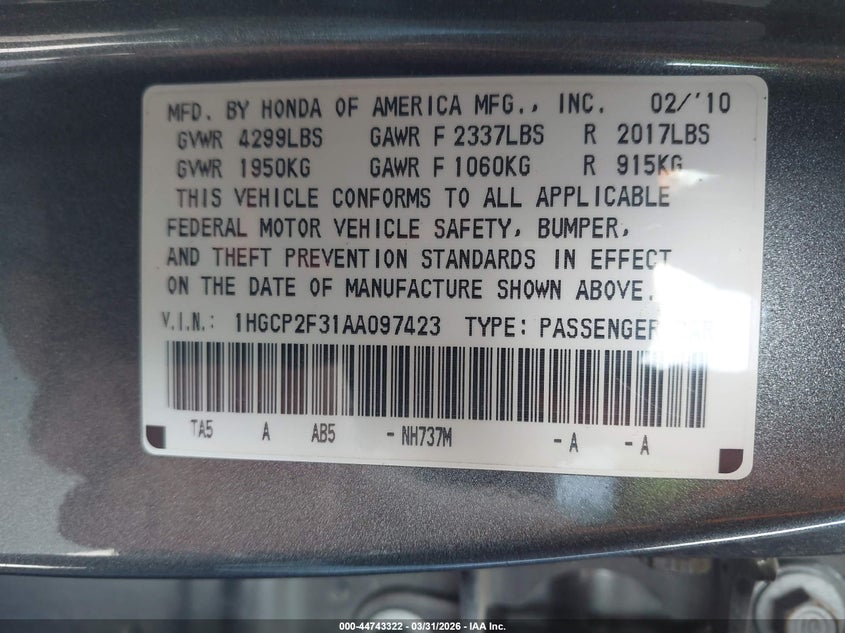 MFD. BY HONDA OF AMERICA MFG., INC. 02/'10
GVWR 4299LBS GAWR F 2337LBS R 2017LBS
GVWR 1950KG GAWR F 1060KG R 915KG
THIS VEHICLE CONFORMS TO ALL APPLICABLE
FEDERAL MOTOR VEHICLE SAFETY, BUMPER,
AND THEFT PREVENTION STANDARDS IN EFFECT
ON THE DATE OF MANUFACTURE SHOWN ABOVE.
V.I.N.: 1HGCP2F31AA097423 TYPE: PASSENGER CAR
TA5 A AB5 -NH737M -A -A
000-44743322 | 03/31/2026 | IAA Inc.